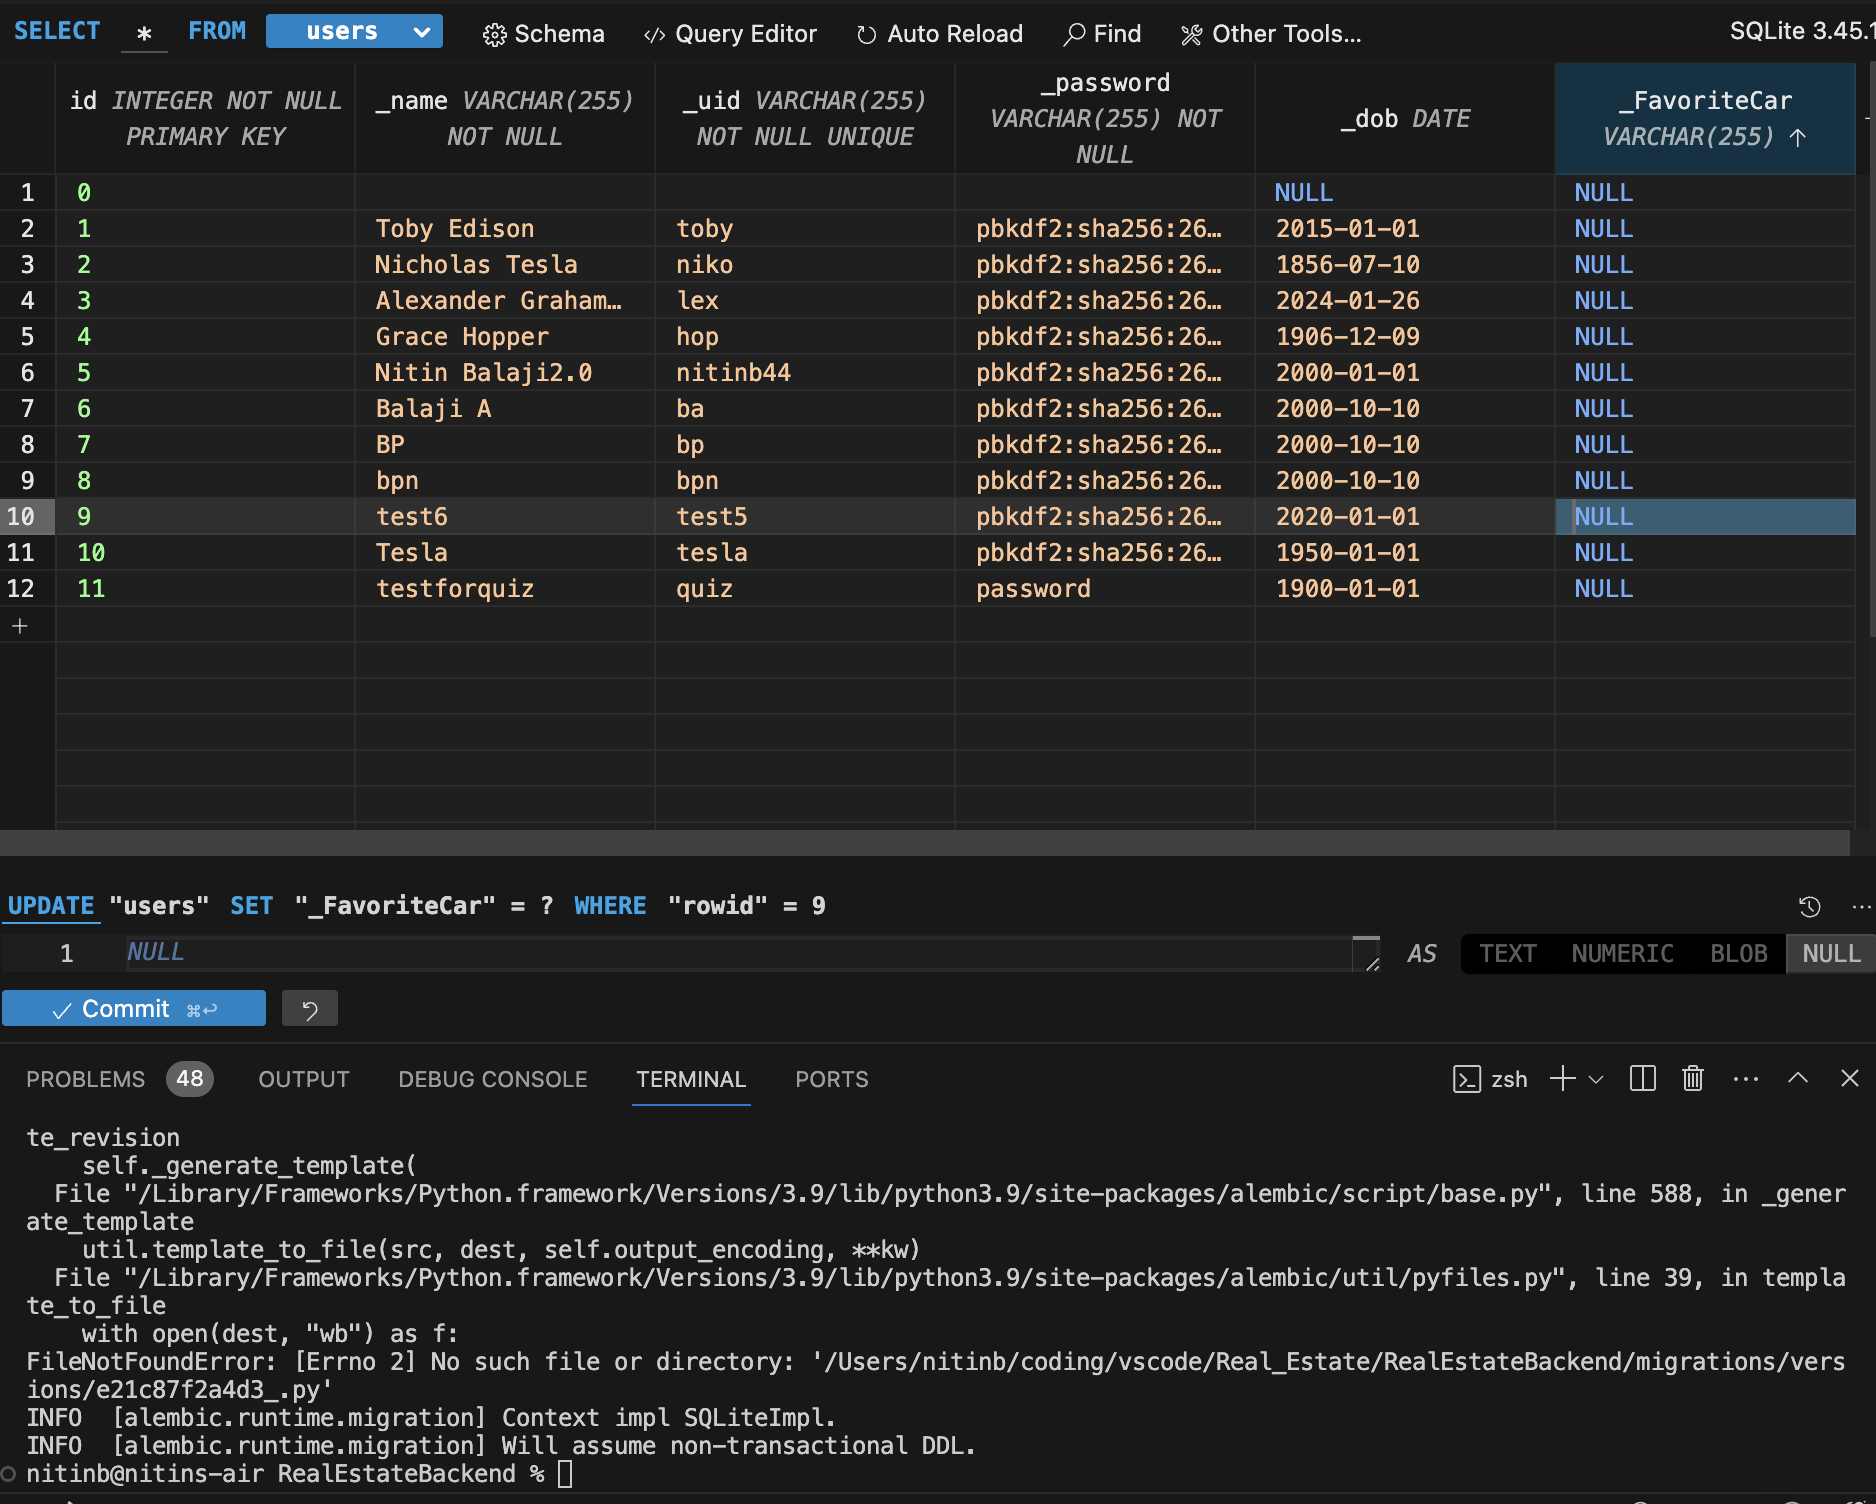 SELECT * FROM users Schema Query Editor Auto Reload Find Other Tools... SQLite 3.45.1
id INTEGER NOT NULL PRIMARY KEY
_name VARCHAR(255) NOT NULL
_uid VARCHAR(255) NOT NULL UNIQUE
_password VARCHAR(255) NOT NULL
_dob DATE
_FavoriteCar VARCHAR(255) ↑
1 0 NULL NULL
2 1 Toby Edison toby pbkdf2:sha256:26… 2015-01-01 NULL
3 2 Nicholas Tesla niko pbkdf2:sha256:26… 1856-07-10 NULL
4 3 Alexander Graham… lex pbkdf2:sha256:26… 2024-01-26 NULL
5 4 Grace Hopper hop pbkdf2:sha256:26… 1906-12-09 NULL
6 5 Nitin Balaji2.0 nitinb44 pbkdf2:sha256:26… 2000-01-01 NULL
7 6 Balaji A ba pbkdf2:sha256:26… 2000-10-10 NULL
8 7 BP bp pbkdf2:sha256:26… 2000-10-10 NULL
9 8 bpn bpn pbkdf2:sha256:26… 2000-10-10 NULL
10 9 test6 test5 pbkdf2:sha256:26… 2020-01-01 NULL
11 10 Tesla tesla pbkdf2:sha256:26… 1950-01-01 NULL
12 11 testforquiz quiz password 1900-01-01 NULL
+
UPDATE "users" SET "_FavoriteCar" = ? WHERE "rowid" = 9
1 NULL AS TEXT NUMERIC BLOB NULL
Commit ⌘↩
PROBLEMS 48 OUTPUT DEBUG CONSOLE TERMINAL PORTS zsh
te_revision
    self._generate_template(
  File "/Library/Frameworks/Python.framework/Versions/3.9/lib/python3.9/site-packages/alembic/script/base.py", line 588, in _gener
ate_template
    util.template_to_file(src, dest, self.output_encoding, **kw)
  File "/Library/Frameworks/Python.framework/Versions/3.9/lib/python3.9/site-packages/alembic/util/pyfiles.py", line 39, in templa
te_to_file
    with open(dest, "wb") as f:
FileNotFoundError: [Errno 2] No such file or directory: '/Users/nitinb/coding/vscode/Real_Estate/RealEstateBackend/migrations/vers
ions/e21c87f2a4d3_.py'
INFO  [alembic.runtime.migration] Context impl SQLiteImpl.
INFO  [alembic.runtime.migration] Will assume non-transactional DDL.
nitinb@nitins-air RealEstateBackend %